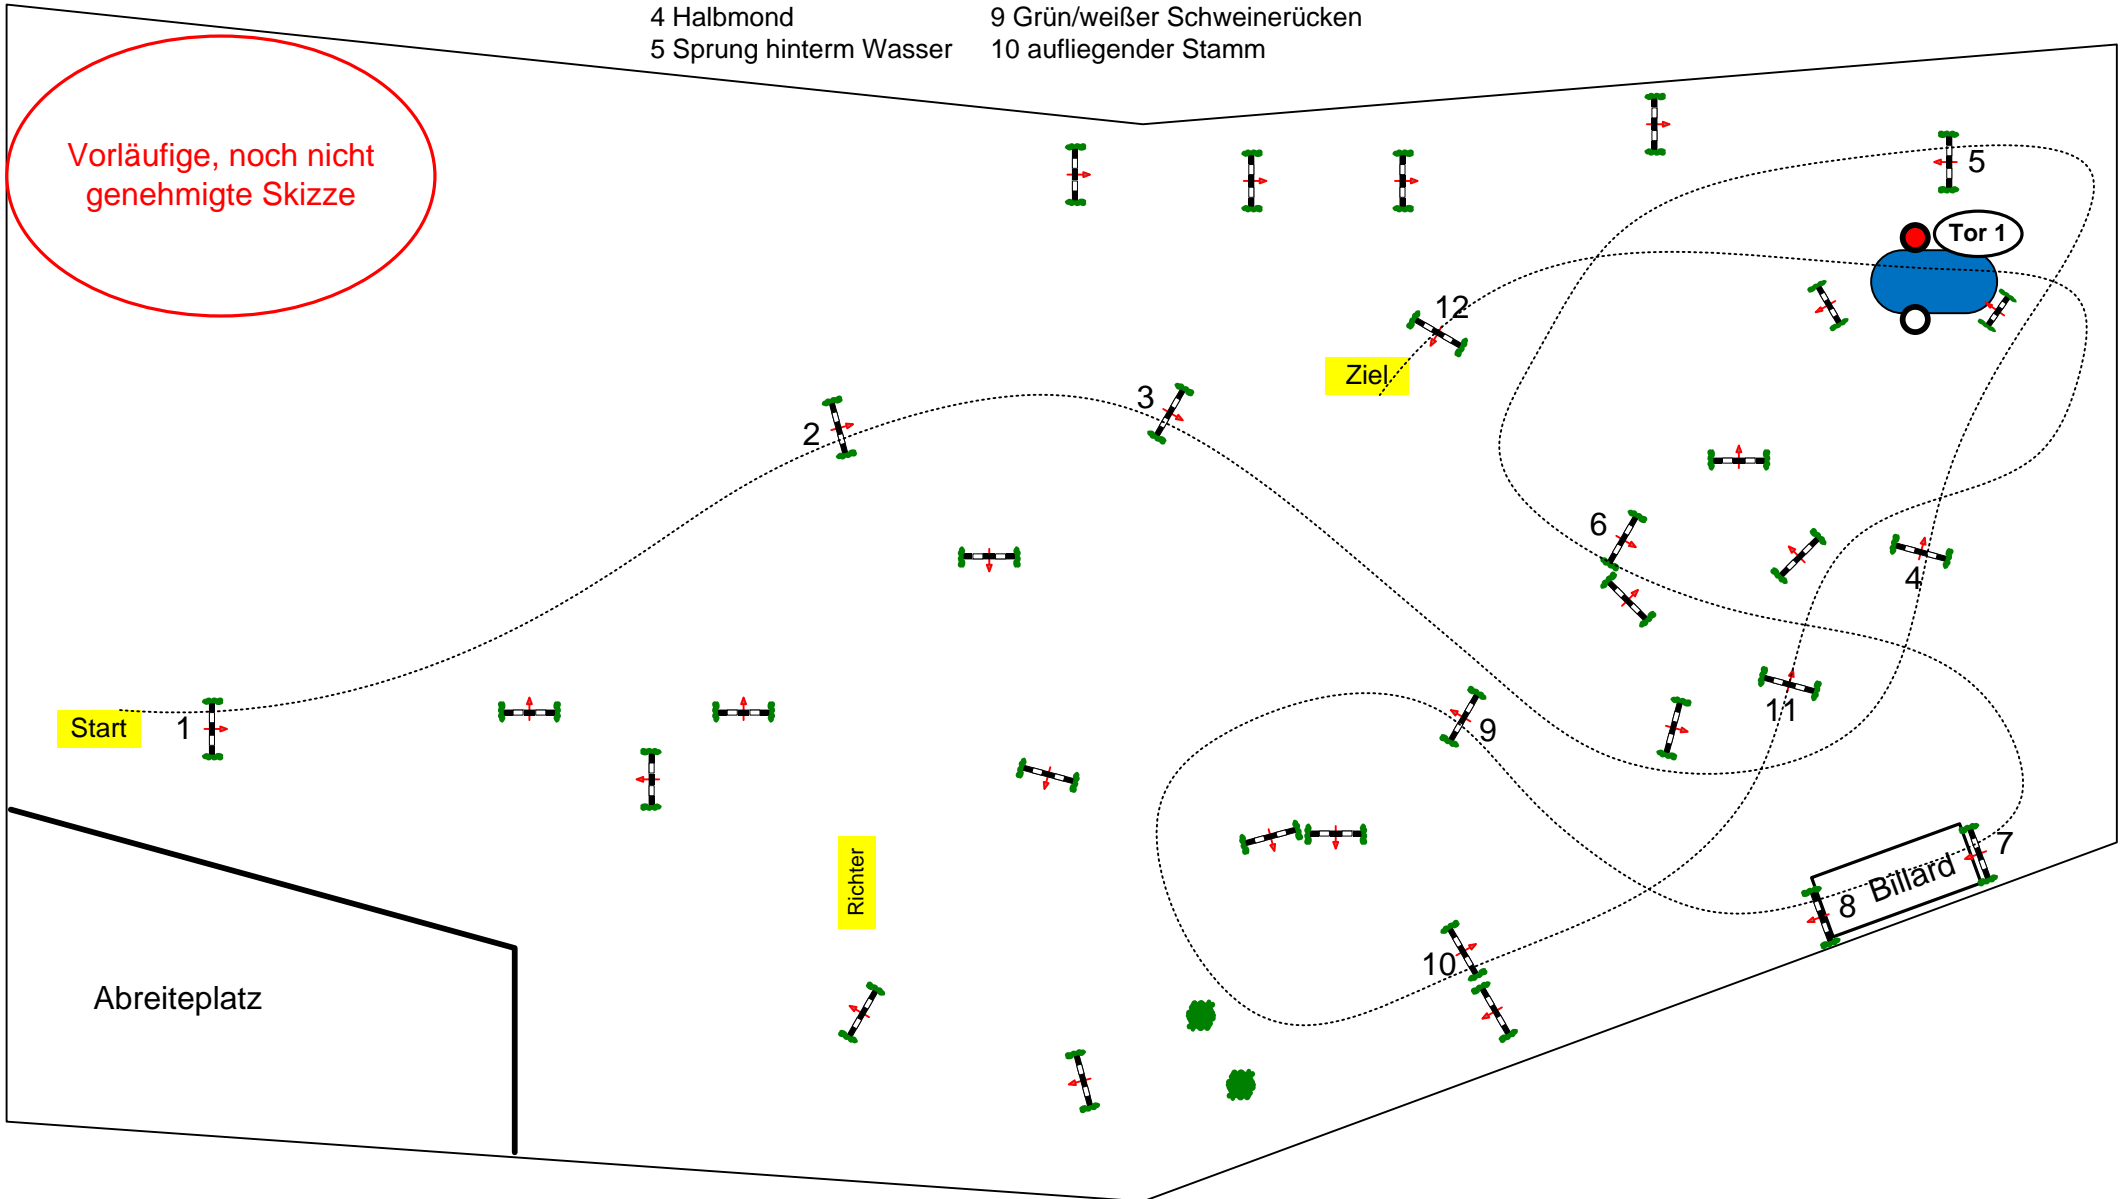 4 Halbmond
9 Grün/weißer Schweinerücken
5 Sprung hinterm Wasser
10 aufliegender Stamm
Vorläufige, noch nicht
genehmigte Skizze
5
Tor 1
12
Ziel
3
2
6
4
11
Start
1
9
7
Billard
8
Richter
10
Abreiteplatz